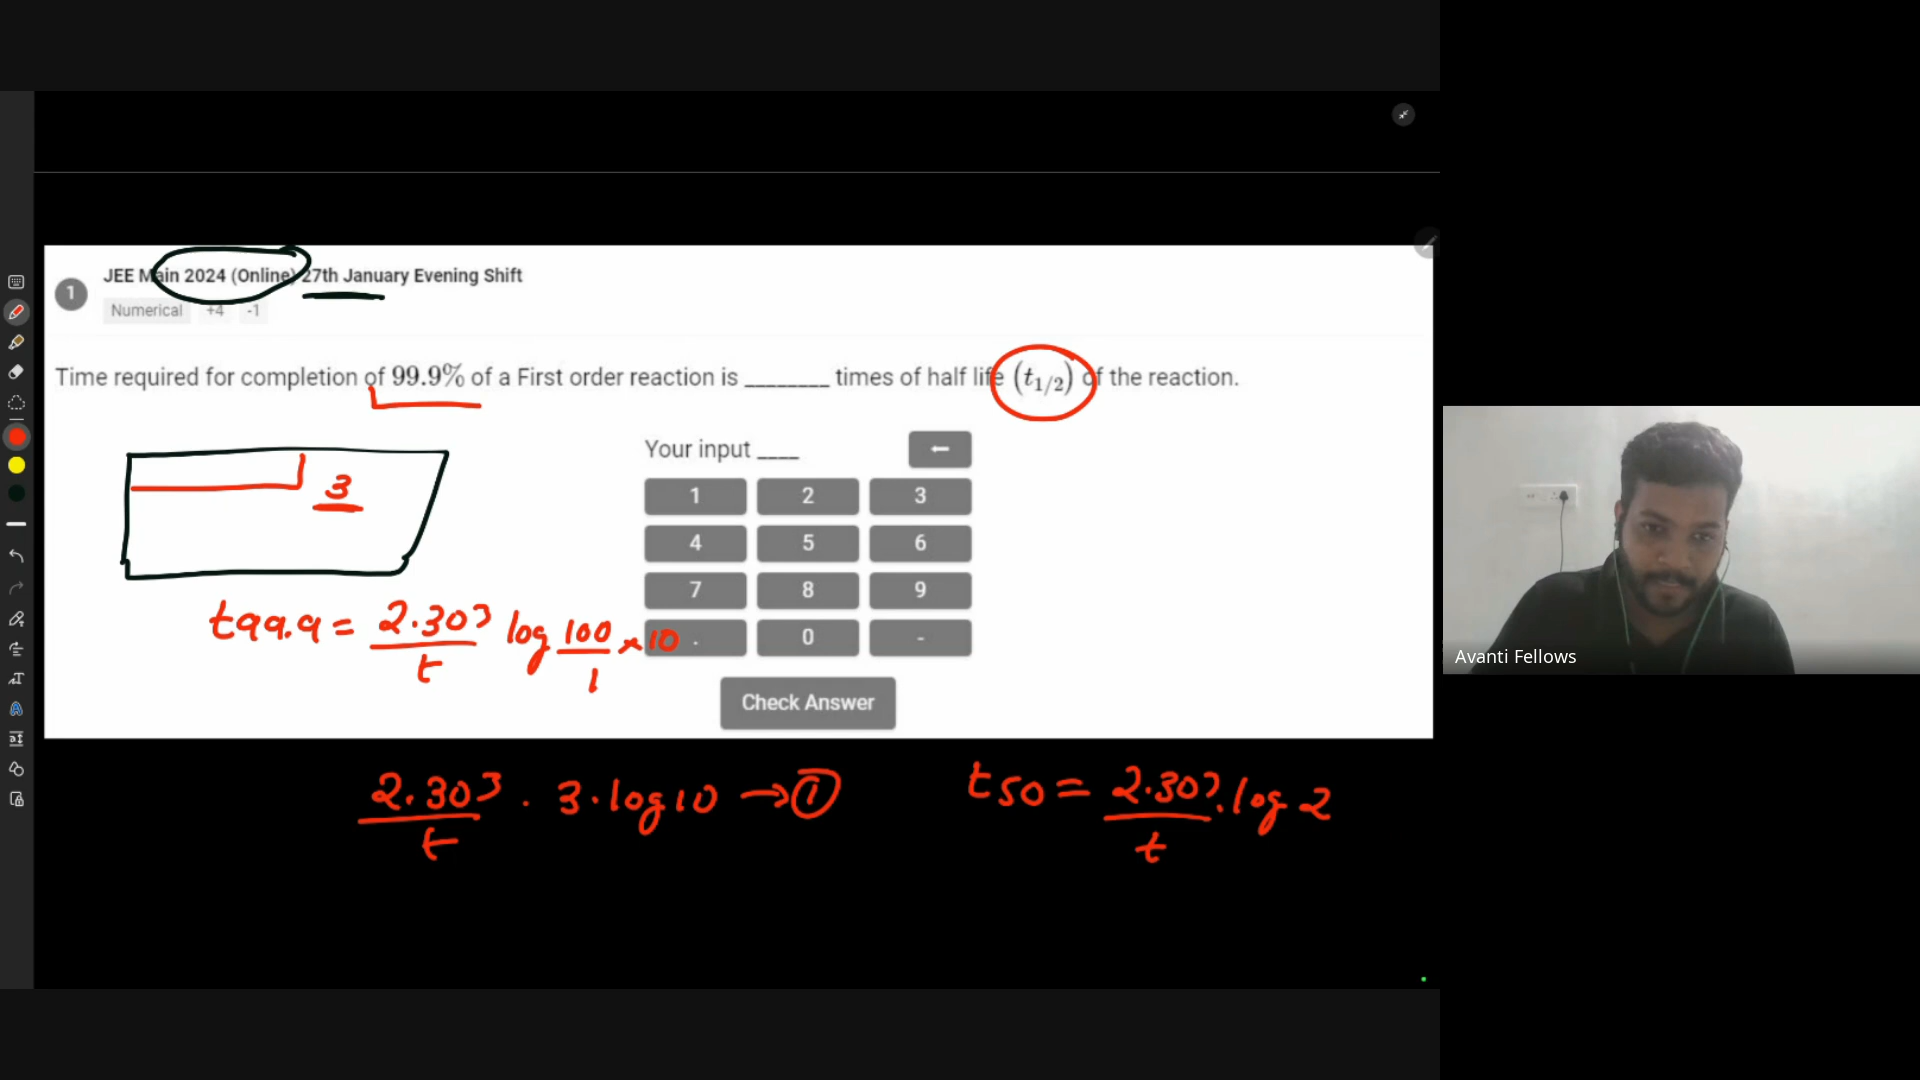 JEE Main 2024 (Online) 27th January Evening Shift
1
Numerical +4 -1
Time required for completion of 99.9% of a First order reaction is ________ times of half life (t1/2) of the reaction.
Your input ____
←
1 2 3
4 5 6
7 8 9
. 0 -
Check Answer
3
t99.9 = 2.303/t log 100/1 × 10
2.303/t · 3 · log 10 → ①
t50 = 2.303/t · log 2
Avanti Fellows